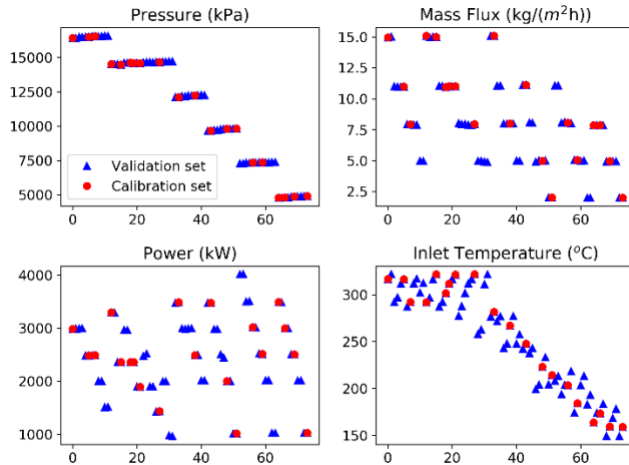 Pressure (kPa)
15000
12500
10000
7500
5000
0 20 40 60
Validation set
Calibration set
Mass Flux (kg/(m²h))
15.0
12.5
10.0
7.5
5.0
2.5
0 20 40 60
Power (kW)
4000
3000
2000
1000
0 20 40 60
Inlet Temperature (°C)
300
250
200
150
0 20 40 60